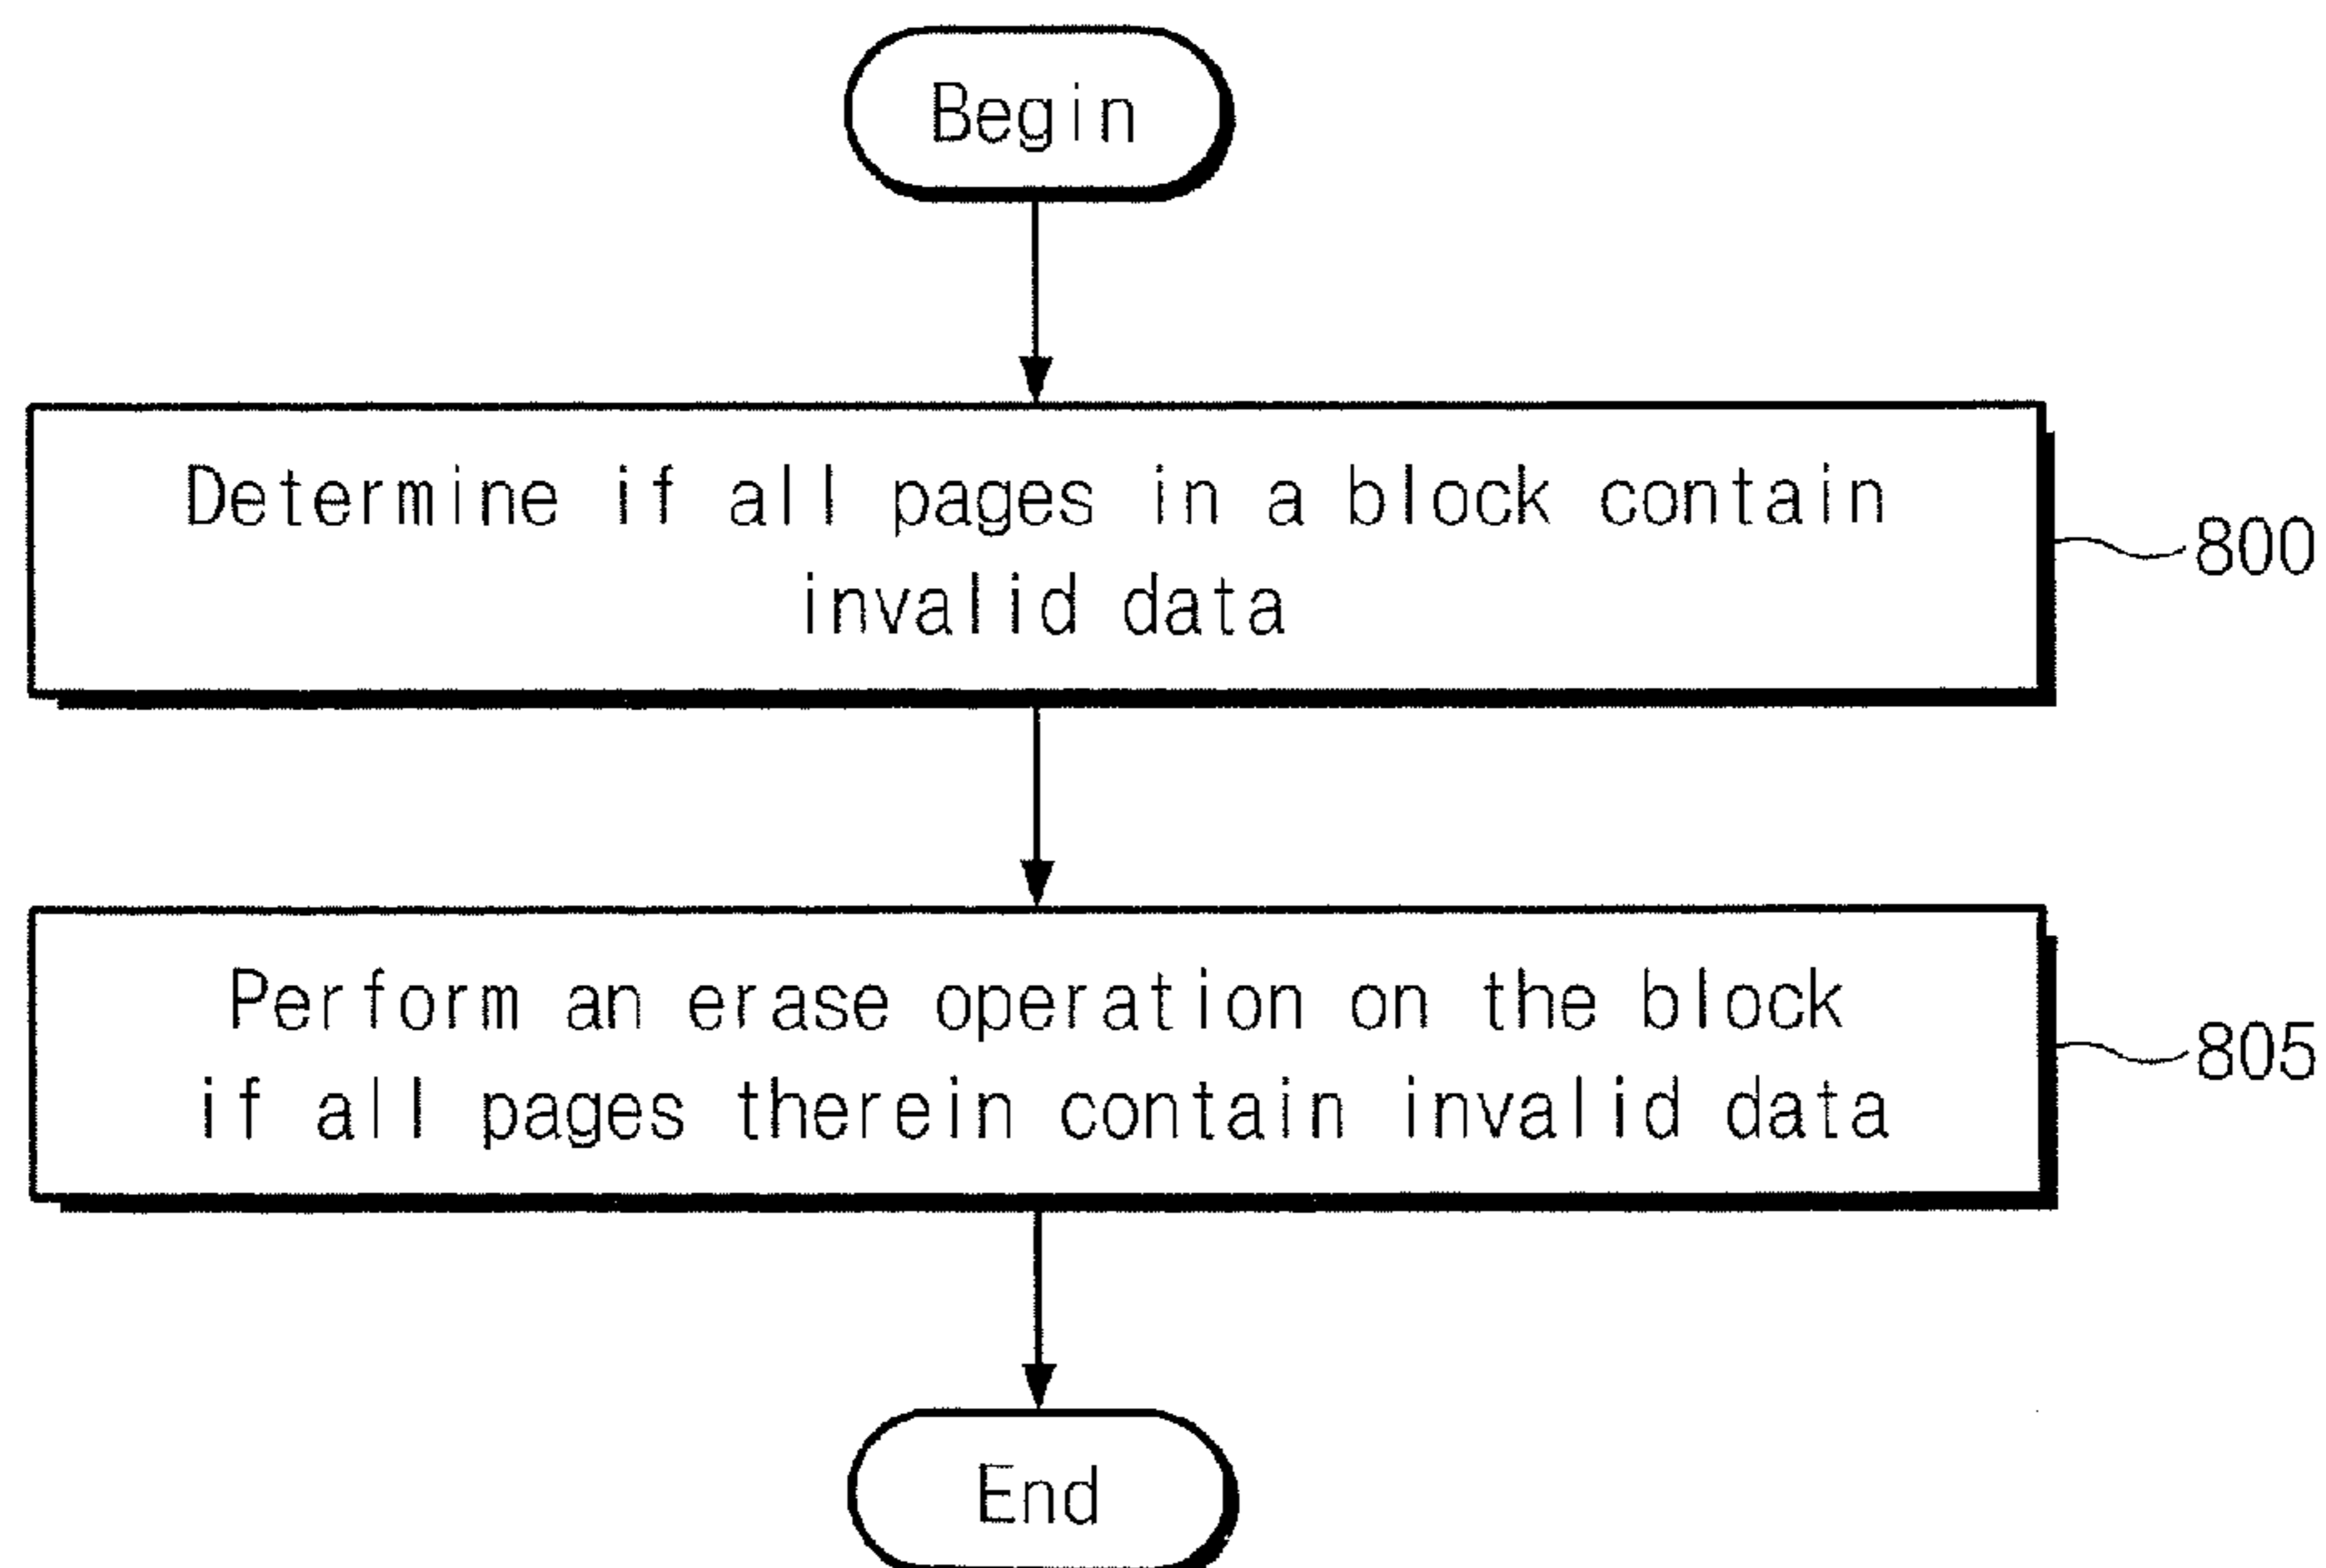 Begin
Determine if all pages in a block contain
invalid data
800
Perform an erase operation on the block
if all pages therein contain invalid data
805
End